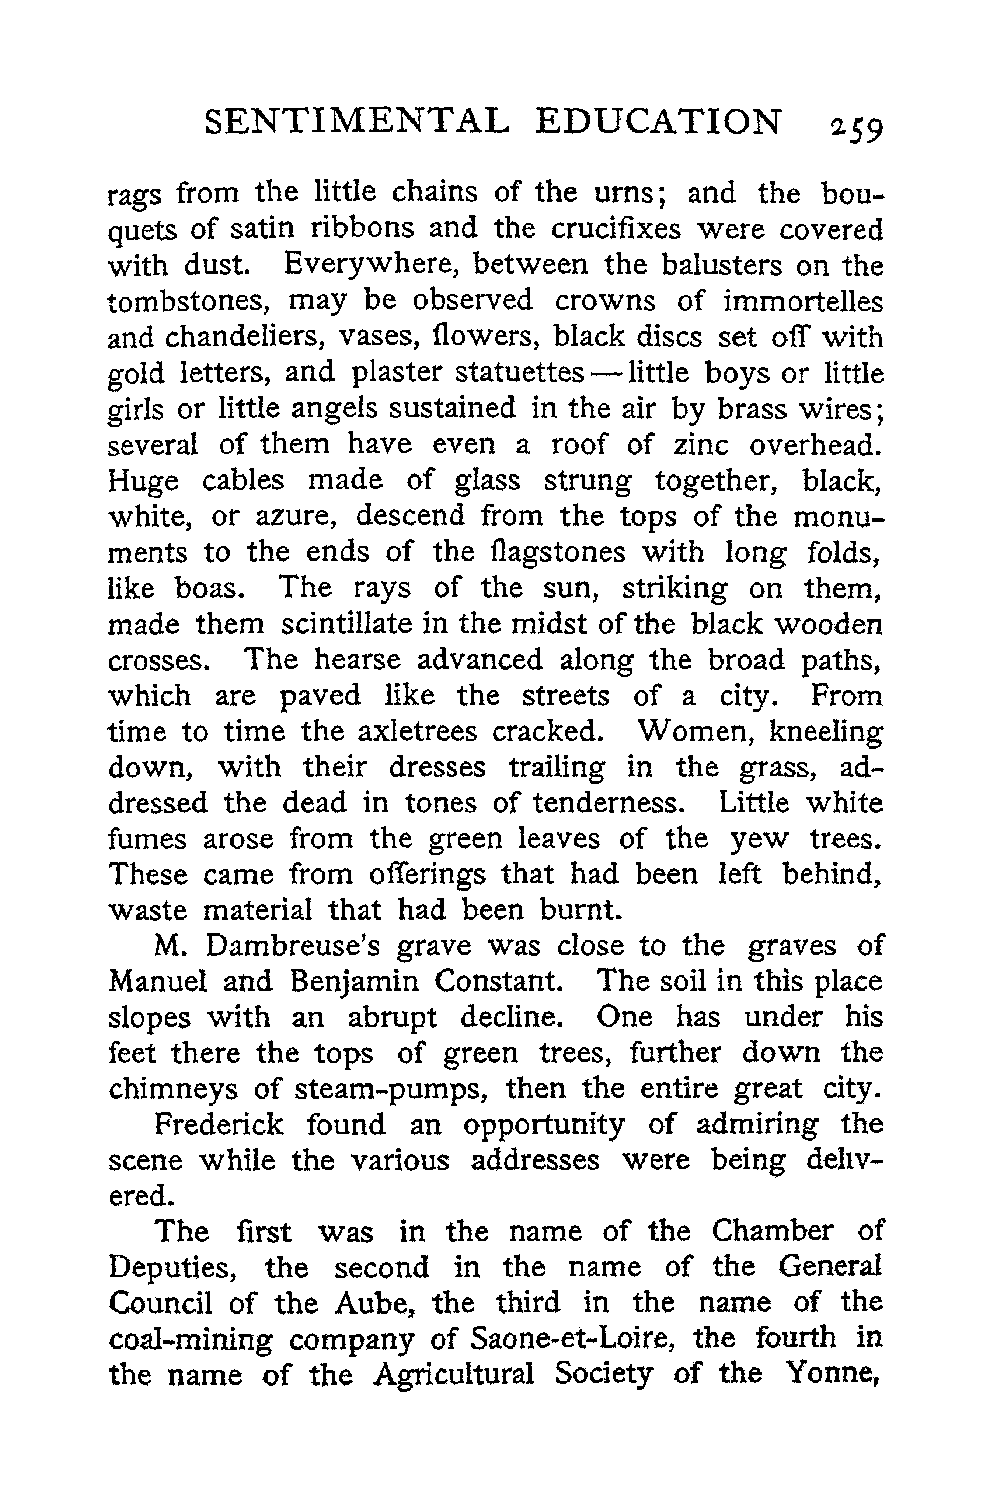 SENTIMENTAL EDUCATION 259
rags from the little chains of the urns; and the bou-
quets of satin ribbons and the crucifixes were covered
with dust. Everywhere, between the balusters on the
tombstones, may be observed crowns of immortelles
and chandeliers, vases, flowers, black discs set off with
gold letters, and plaster statuettes — little boys or little
girls or little angels sustained in the air by brass wires;
several of them have even a roof of zinc overhead.
Huge cables made of glass strung together, black,
white, or azure, descend from the tops of the monu-
ments to the ends of the flagstones with long folds,
like boas. The rays of the sun, striking on them,
made them scintillate in the midst of the black wooden
crosses. The hearse advanced along the broad paths,
which are paved like the streets of a city. From
time to time the axletrees cracked. Women, kneeling
down, with their dresses trailing in the grass, ad-
dressed the dead in tones of tenderness. Little white
fumes arose from the green leaves of the yew trees.
These came from offerings that had been left behind,
waste material that had been burnt.
M. Dambreuse's grave was close to the graves of
Manuel and Benjamin Constant. The soil in this place
slopes with an abrupt decline. One has under his
feet there the tops of green trees, further down the
chimneys of steam-pumps, then the entire great city.
Frederick found an opportunity of admiring the
scene while the various addresses were being deliv-
ered.
The first was in the name of the Chamber of
Deputies, the second in the name of the General
Council of the Aube, the third in the name of the
coal-mining company of Saone-et-Loire, the fourth in
the name of the Agricultural Society of the Yonne,